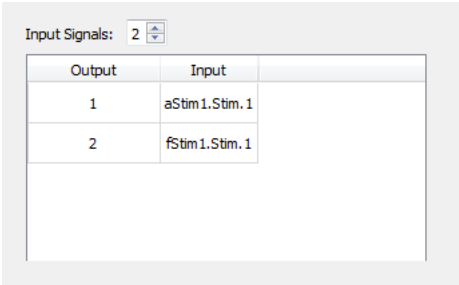 Input Signals: 2
Output Input
1 aStim1.Stim.1
2 fStim1.Stim.1